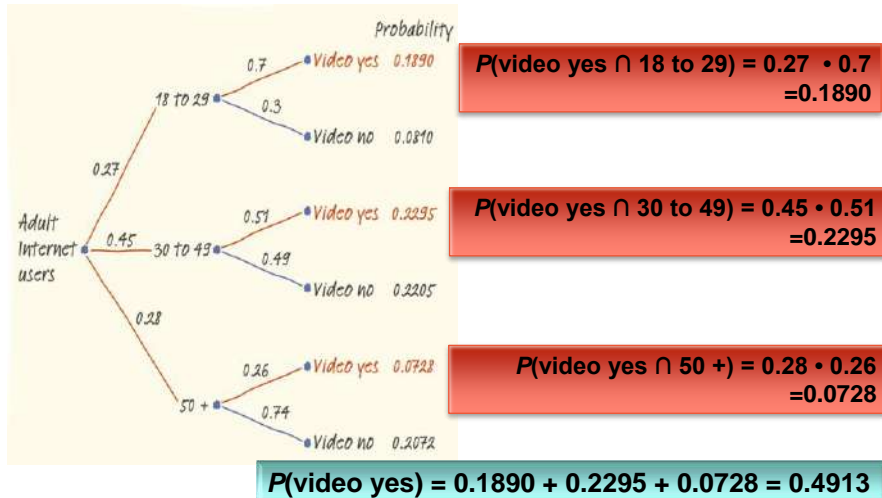 Probability
0.7
Video yes 0.1890
18 to 29
0.3
Video no 0.0810
0.27
P(video yes ∩ 18 to 29) = 0.27 • 0.7
=0.1890
Adult
Internet
users
0.45
30 to 49
0.51
Video yes 0.2295
0.49
Video no 0.2205
P(video yes ∩ 30 to 49) = 0.45 • 0.51
=0.2295
0.28
50 +
0.26
Video yes 0.0728
0.74
Video no 0.2072
P(video yes ∩ 50 +) = 0.28 • 0.26
=0.0728
P(video yes) = 0.1890 + 0.2295 + 0.0728 = 0.4913